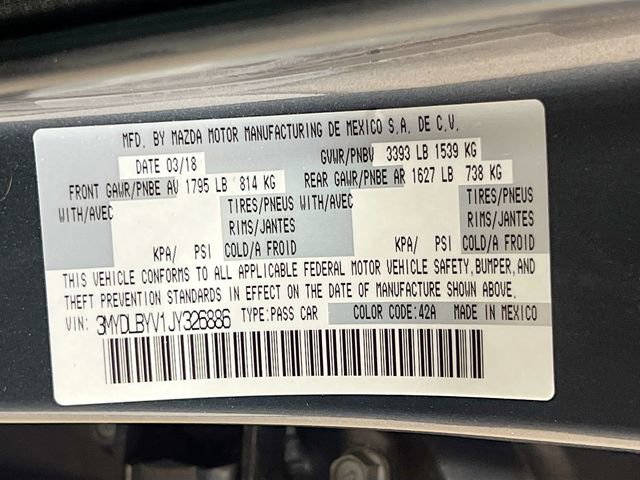 MFD. BY MAZDA MOTOR MANUFACTURING DE MEXICO S.A. DE C.V.
DATE 03/18 GVWR/PNBV 3393 LB 1539 KG
FRONT GAWR/PNBE AV 1795 LB 814 KG REAR GAWR/PNBE AR 1627 LB 738 KG
WITH/AVEC TIRES/PNEUS WITH/AVEC TIRES/PNEUS
RIMS/JANTES RIMS/JANTES
KPA/ PSI COLD/A FROID KPA/ PSI COLD/A FROID
THIS VEHICLE CONFORMS TO ALL APPLICABLE FEDERAL MOTOR VEHICLE SAFETY, BUMPER, AND
THEFT PREVENTION STANDARDS IN EFFECT ON THE DATE OF MANUFACTURE SHOWN ABOVE.
VIN: 3MYDLBYV1JY326886 TYPE:PASS CAR COLOR CODE:42A MADE IN MEXICO